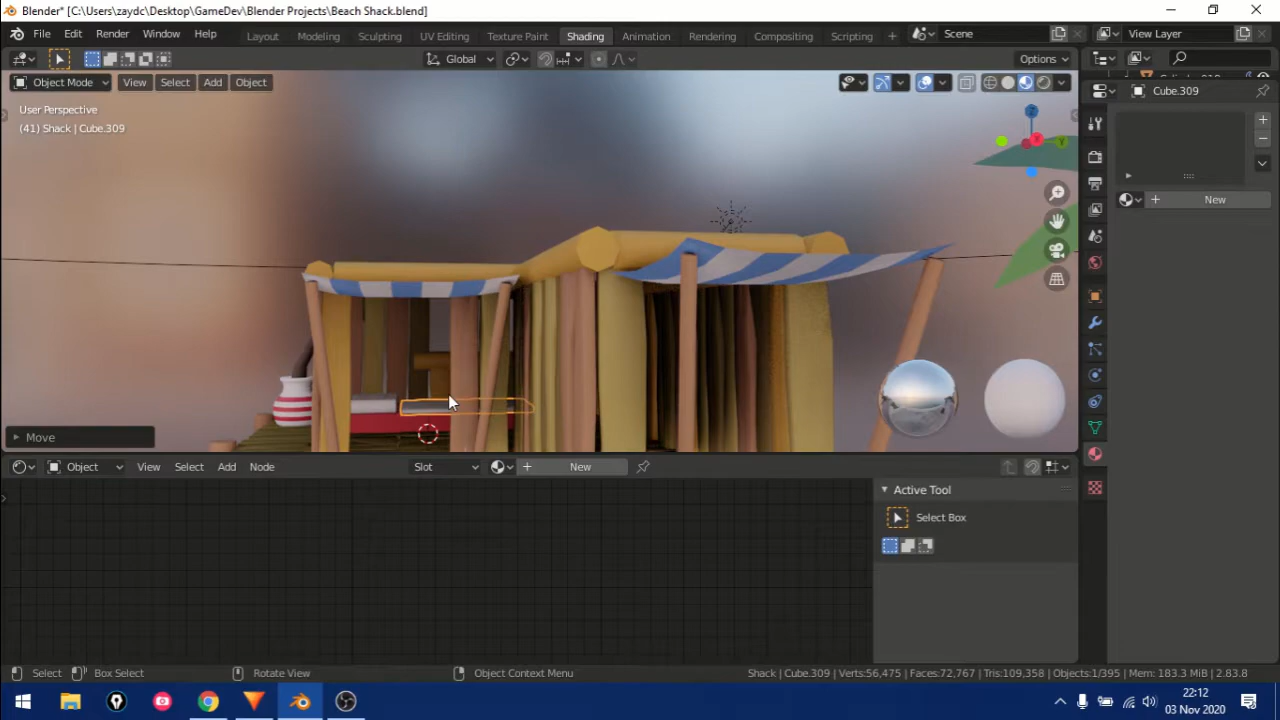 Blender* [C:\Users\zaydc\Desktop\GameDev\Blender Projects\Beach Shack.blend]
File Edit Render Window Help Layout Modeling Sculpting UV Editing Texture Paint Shading Animation Rendering Compositing Scripting Scene View Layer
Global Options
Object Mode View Select Add Object
Cube.309
User Perspective
(41) Shack | Cube.309
New
Move
Object View Select Add Node Slot New
Active Tool
Select Box
Select Box Select Rotate View Object Context Menu Shack | Cube.309 | Verts:56,475 | Faces:72,767 | Tris:109,358 | Objects:1/395 | Mem: 183.3 MiB | 2.83.8
22:12
03 Nov 2020